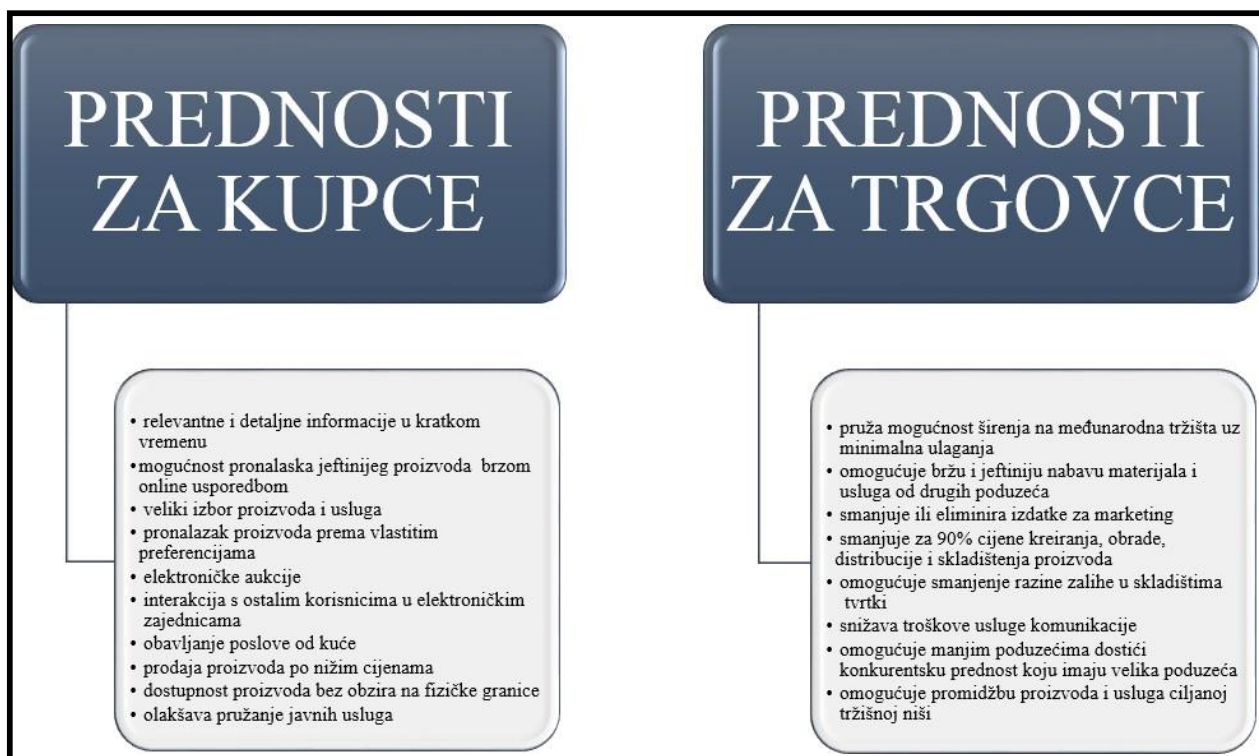 PREDNOSTI
ZA KUPCE
• relevantne i detaljne informacije u kratkom
vremenu
•mogućnost pronalaska jeftinijeg proizvoda brzom
online usporedbom
• veliki izbor proizvoda i usluga
• pronalazak proizvoda prema vlastitim
preferencijama
• elektroničke aukcije
• interakcija s ostalim korisnicima u elektroničkim
zajednicama
• obavljanje poslove od kuće
• prodaja proizvoda po nižim cijenama
• dostupnost proizvoda bez obzira na fizičke granice
• olakšava pružanje javnih usluga
PREDNOSTI
ZA TRGOVCE
• pruža mogućnost širenja na međunarodna tržišta uz
minimalna ulaganja
• omogućuje bržu i jeftiniju nabavu materijala i
usluga od drugih poduzeća
• smanjuje ili eliminira izdatke za marketing
• smanjuje za 90% cijene kreiranja, obrade,
distribucije i skladištenja proizvoda
• omogućuje smanjenje razine zalihe u skladištima
tvrtki
• snižava troškove usluge komunikacije
• omogućuje manjim poduzećima dostići
konkurentsku prednost koju imaju velika poduzeća
• omogućuje promidžbu proizvoda i usluga ciljanoj
tržišnoj niši